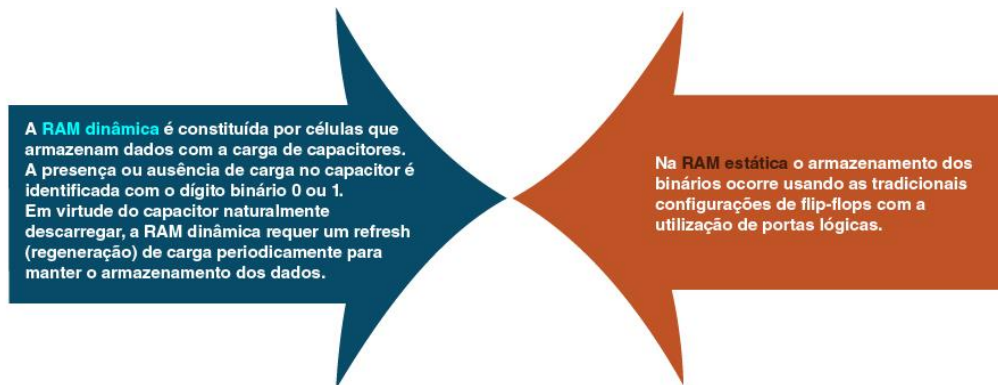 A RAM dinâmica é constituída por células que
armazenam dados com a carga de capacitores.
A presença ou ausência de carga no capacitor é
identificada com o dígito binário 0 ou 1.
Em virtude do capacitor naturalmente
descarregar, a RAM dinâmica requer um refresh
(regeneração) de carga periodicamente para
manter o armazenamento dos dados.
Na RAM estática o armazenamento dos
binários ocorre usando as tradicionais
configurações de flip-flops com a
utilização de portas lógicas.